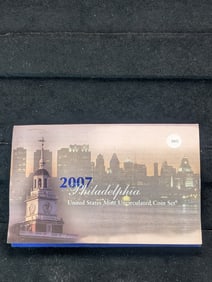 2007
Philadelphia
United States Mint Uncirculated Coin Set®